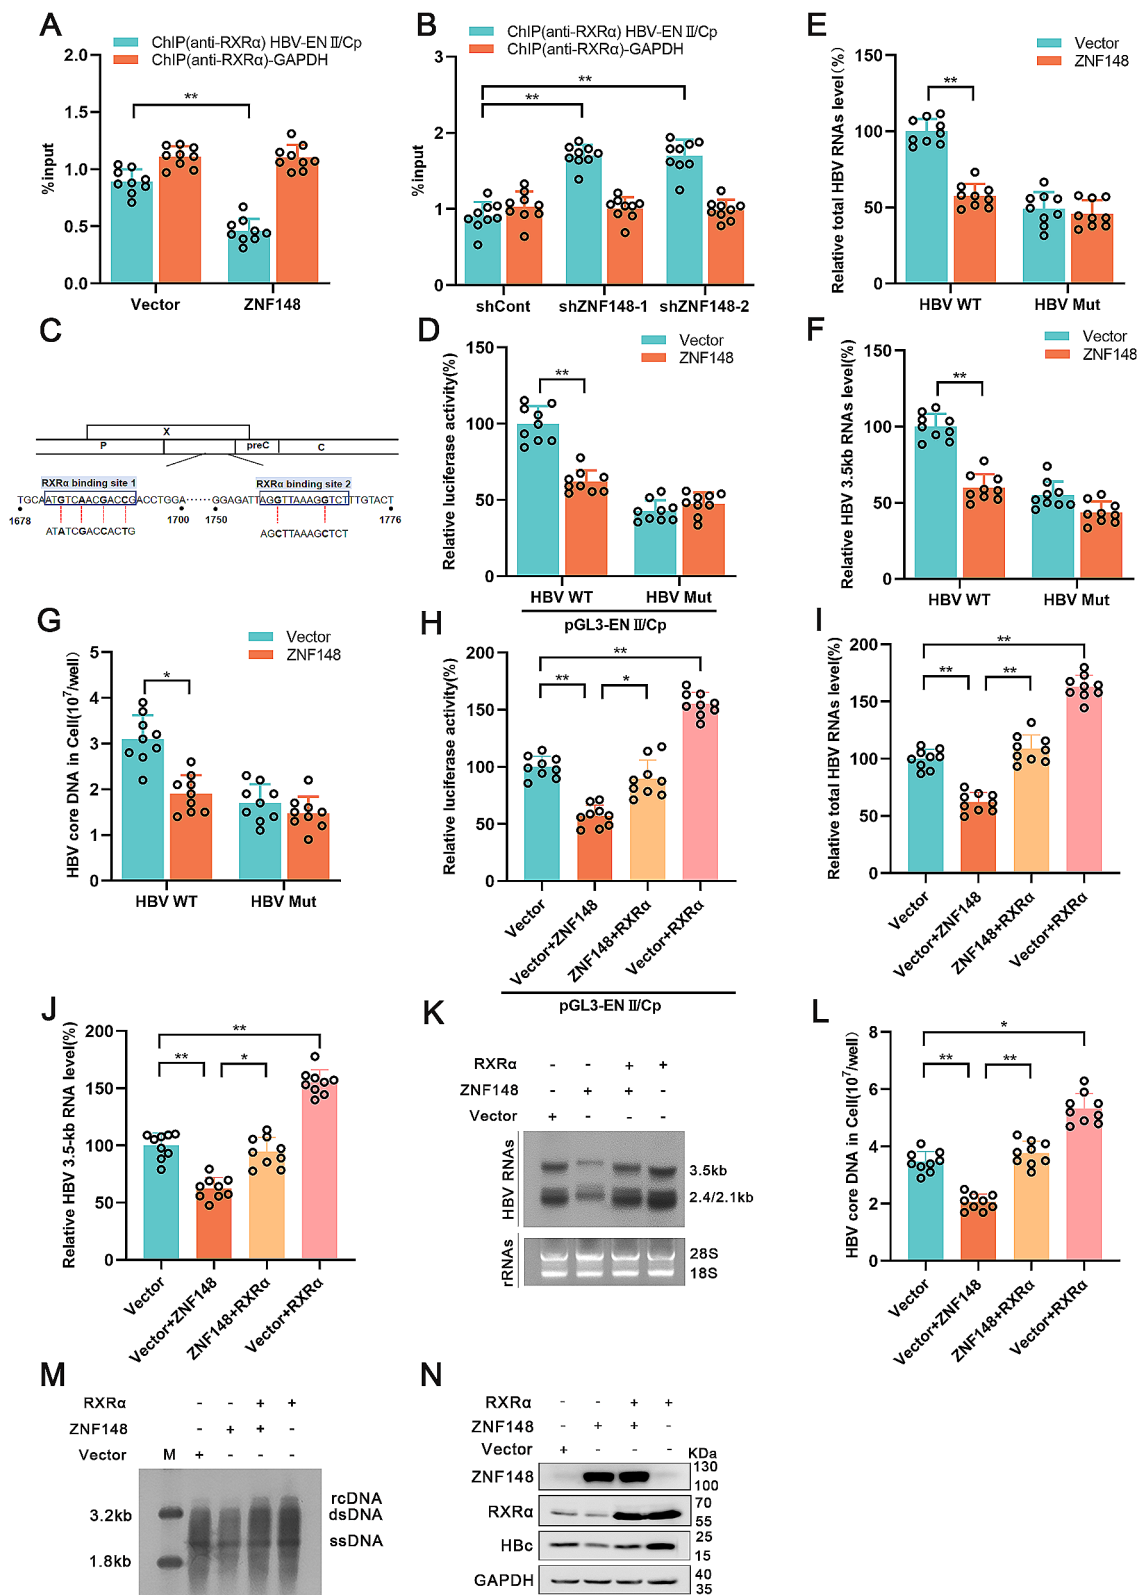 A
ChIP(anti-RXRα) HBV-EN II/Cp
ChIP(anti-RXRα)-GAPDH
%input
2.0
1.5
1.0
0.5
0.0
**
Vector
ZNF148
B
ChIP(anti-RXRα) HBV-EN II/Cp
ChIP(anti-RXRα)-GAPDH
%input
3
2
1
0
**
**
shCont
shZNF148-1
shZNF148-2
E
Vector
ZNF148
Relative total HBV RNAs level(%)
150
100
50
0
**
HBV WT
HBV Mut
C
X
P
preC
C
RXRα binding site 1
RXRα binding site 2
TGCAATGTCAACGACCGACCTGGA
GGAGATTAGGTTAAAGGTCTTTGTACT
1678
1700
1750
1776
ATATCGACCACTG
AGCTTAAAGCTCT
D
Vector
ZNF148
Relative luciferase activity(%)
150
100
50
0
**
HBV WT
HBV Mut
pGL3-EN II/Cp
F
Vector
ZNF148
Relative HBV 3.5kb RNAs level(%)
150
100
50
0
**
HBV WT
HBV Mut
G
Vector
ZNF148
HBV core DNA in Cell(10⁷/well)
5
4
3
2
1
0
*
HBV WT
HBV Mut
H
Relative luciferase activity(%)
200
150
100
50
0
**
**
*
Vector
Vector+ZNF148
ZNF148+RXRα
Vector+RXRα
pGL3-EN II/Cp
I
Relative total HBV RNAs level(%)
200
150
100
50
0
**
**
**
Vector
Vector+ZNF148
ZNF148+RXRα
Vector+RXRα
J
Relative HBV 3.5-kb RNA level(%)
200
150
100
50
0
**
**
*
Vector
Vector+ZNF148
ZNF148+RXRα
Vector+RXRα
K
RXRα - - + +
ZNF148 - + + -
Vector + - - -
HBV RNAs
3.5kb
2.4/2.1kb
rRNAs
28S
18S
L
HBV core DNA in Cell(10⁷/well)
8
6
4
2
0
*
**
**
Vector
Vector+ZNF148
ZNF148+RXRα
Vector+RXRα
M
RXRα - - + +
ZNF148 - + + -
Vector M + - - -
3.2kb
1.8kb
rcDNA
dsDNA
ssDNA
N
RXRα - - + +
ZNF148 - + + -
Vector + - - -
KDa
ZNF148
130
100
RXRα
70
55
HBc
25
15
GAPDH
40
35